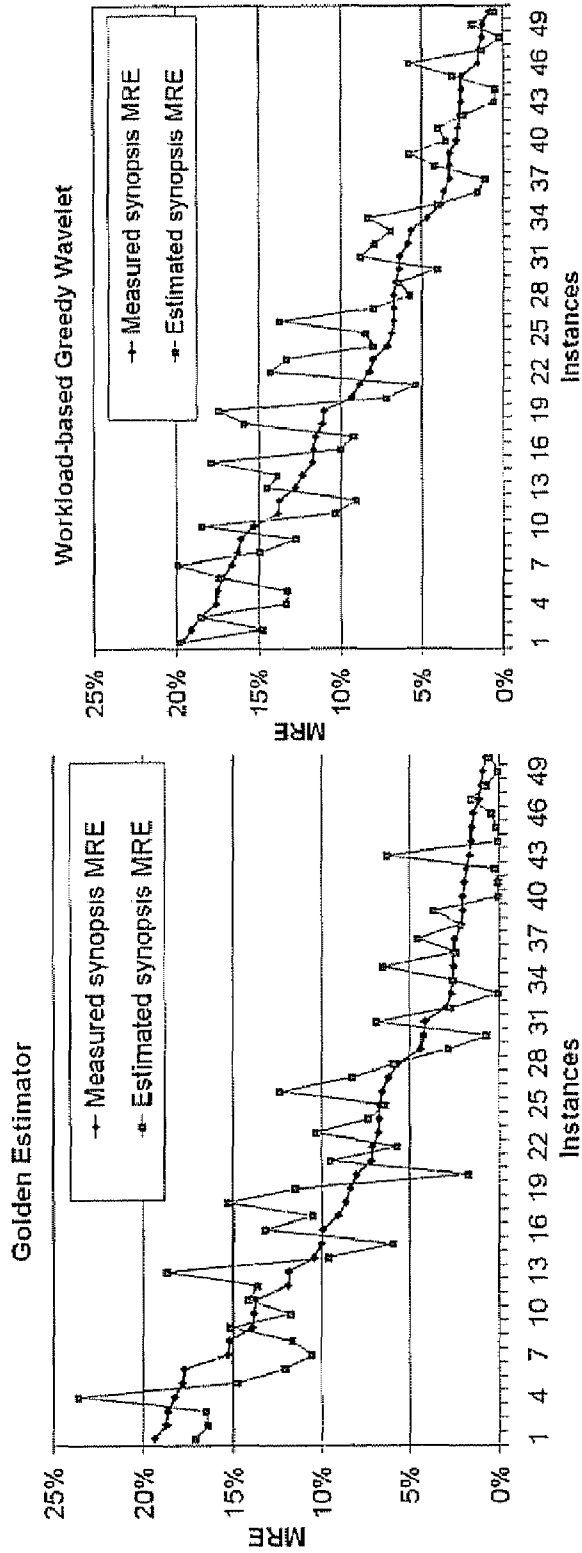 Golden Estimator
25%
20%
15%
10%
5%
0%
MRE
Measured synopsis MRE
Estimated synopsis MRE
1 4 7 10 13 16 19 22 25 28 31 34 37 40 43 46 49
Instances
Workload-based Greedy Wavelet
25%
20%
15%
10%
5%
0%
MRE
Measured synopsis MRE
Estimated synopsis MRE
1 4 7 10 13 16 19 22 25 28 31 34 37 40 43 46 49
Instances